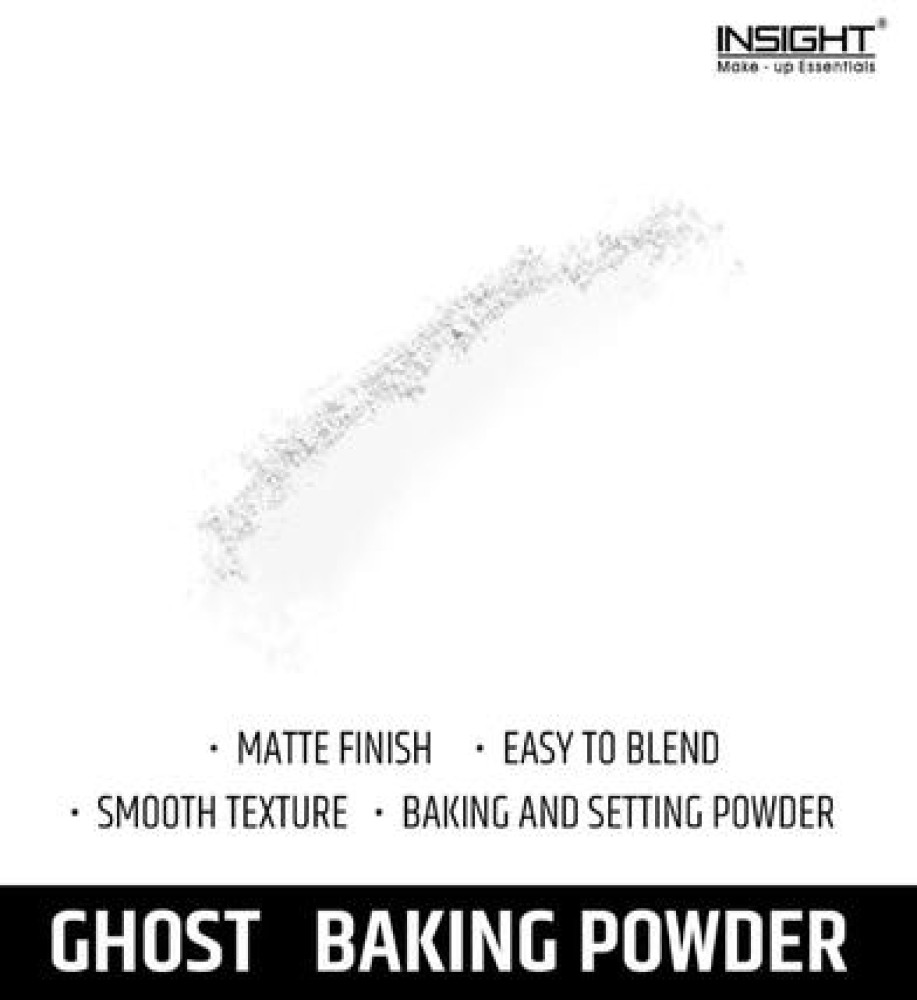 INSIGHT®
Make - up Essentials
• MATTE FINISH • EASY TO BLEND
• SMOOTH TEXTURE • BAKING AND SETTING POWDER
GHOST BAKING POWDER